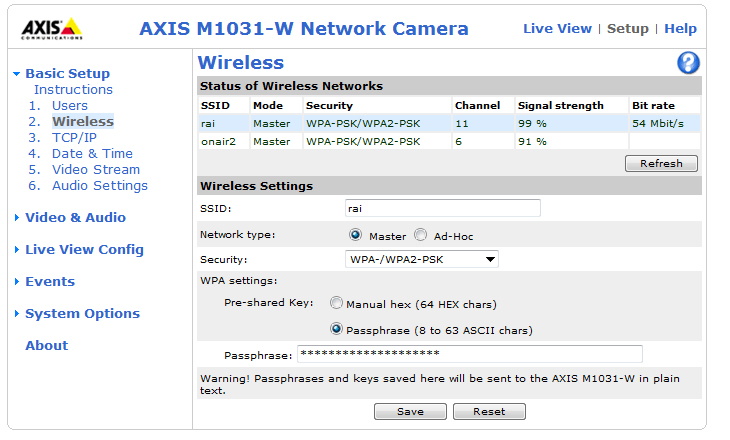 AXIS
COMMUNICATIONS
AXIS M1031-W Network Camera
Live View | Setup | Help
Basic Setup
Instructions
1. Users
2. Wireless
3. TCP/IP
4. Date & Time
5. Video Stream
6. Audio Settings
Video & Audio
Live View Config
Events
System Options
About
Wireless
?
Status of Wireless Networks
SSID Mode Security Channel Signal strength Bit rate
rai Master WPA-PSK/WPA2-PSK 11 99 % 54 Mbit/s
onair2 Master WPA-PSK/WPA2-PSK 6 91 %
Refresh
Wireless Settings
SSID: rai
Network type: Master Ad-Hoc
Security: WPA-/WPA2-PSK
WPA settings:
Pre-shared Key: Manual hex (64 HEX chars)
Passphrase (8 to 63 ASCII chars)
Passphrase: ********************
Warning! Passphrases and keys saved here will be sent to the AXIS M1031-W in plain
text.
Save Reset